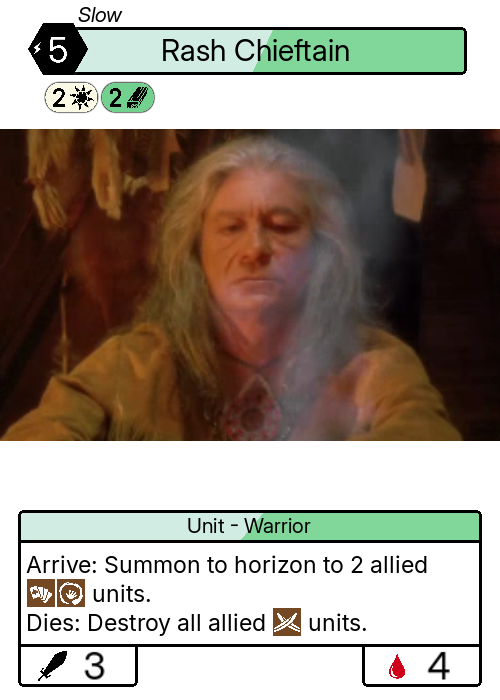 Slow
5 Rash Chieftain
2 2
Unit - Warrior
Arrive: Summon to horizon to 2 allied
units.
Dies: Destroy all allied units.
3 4